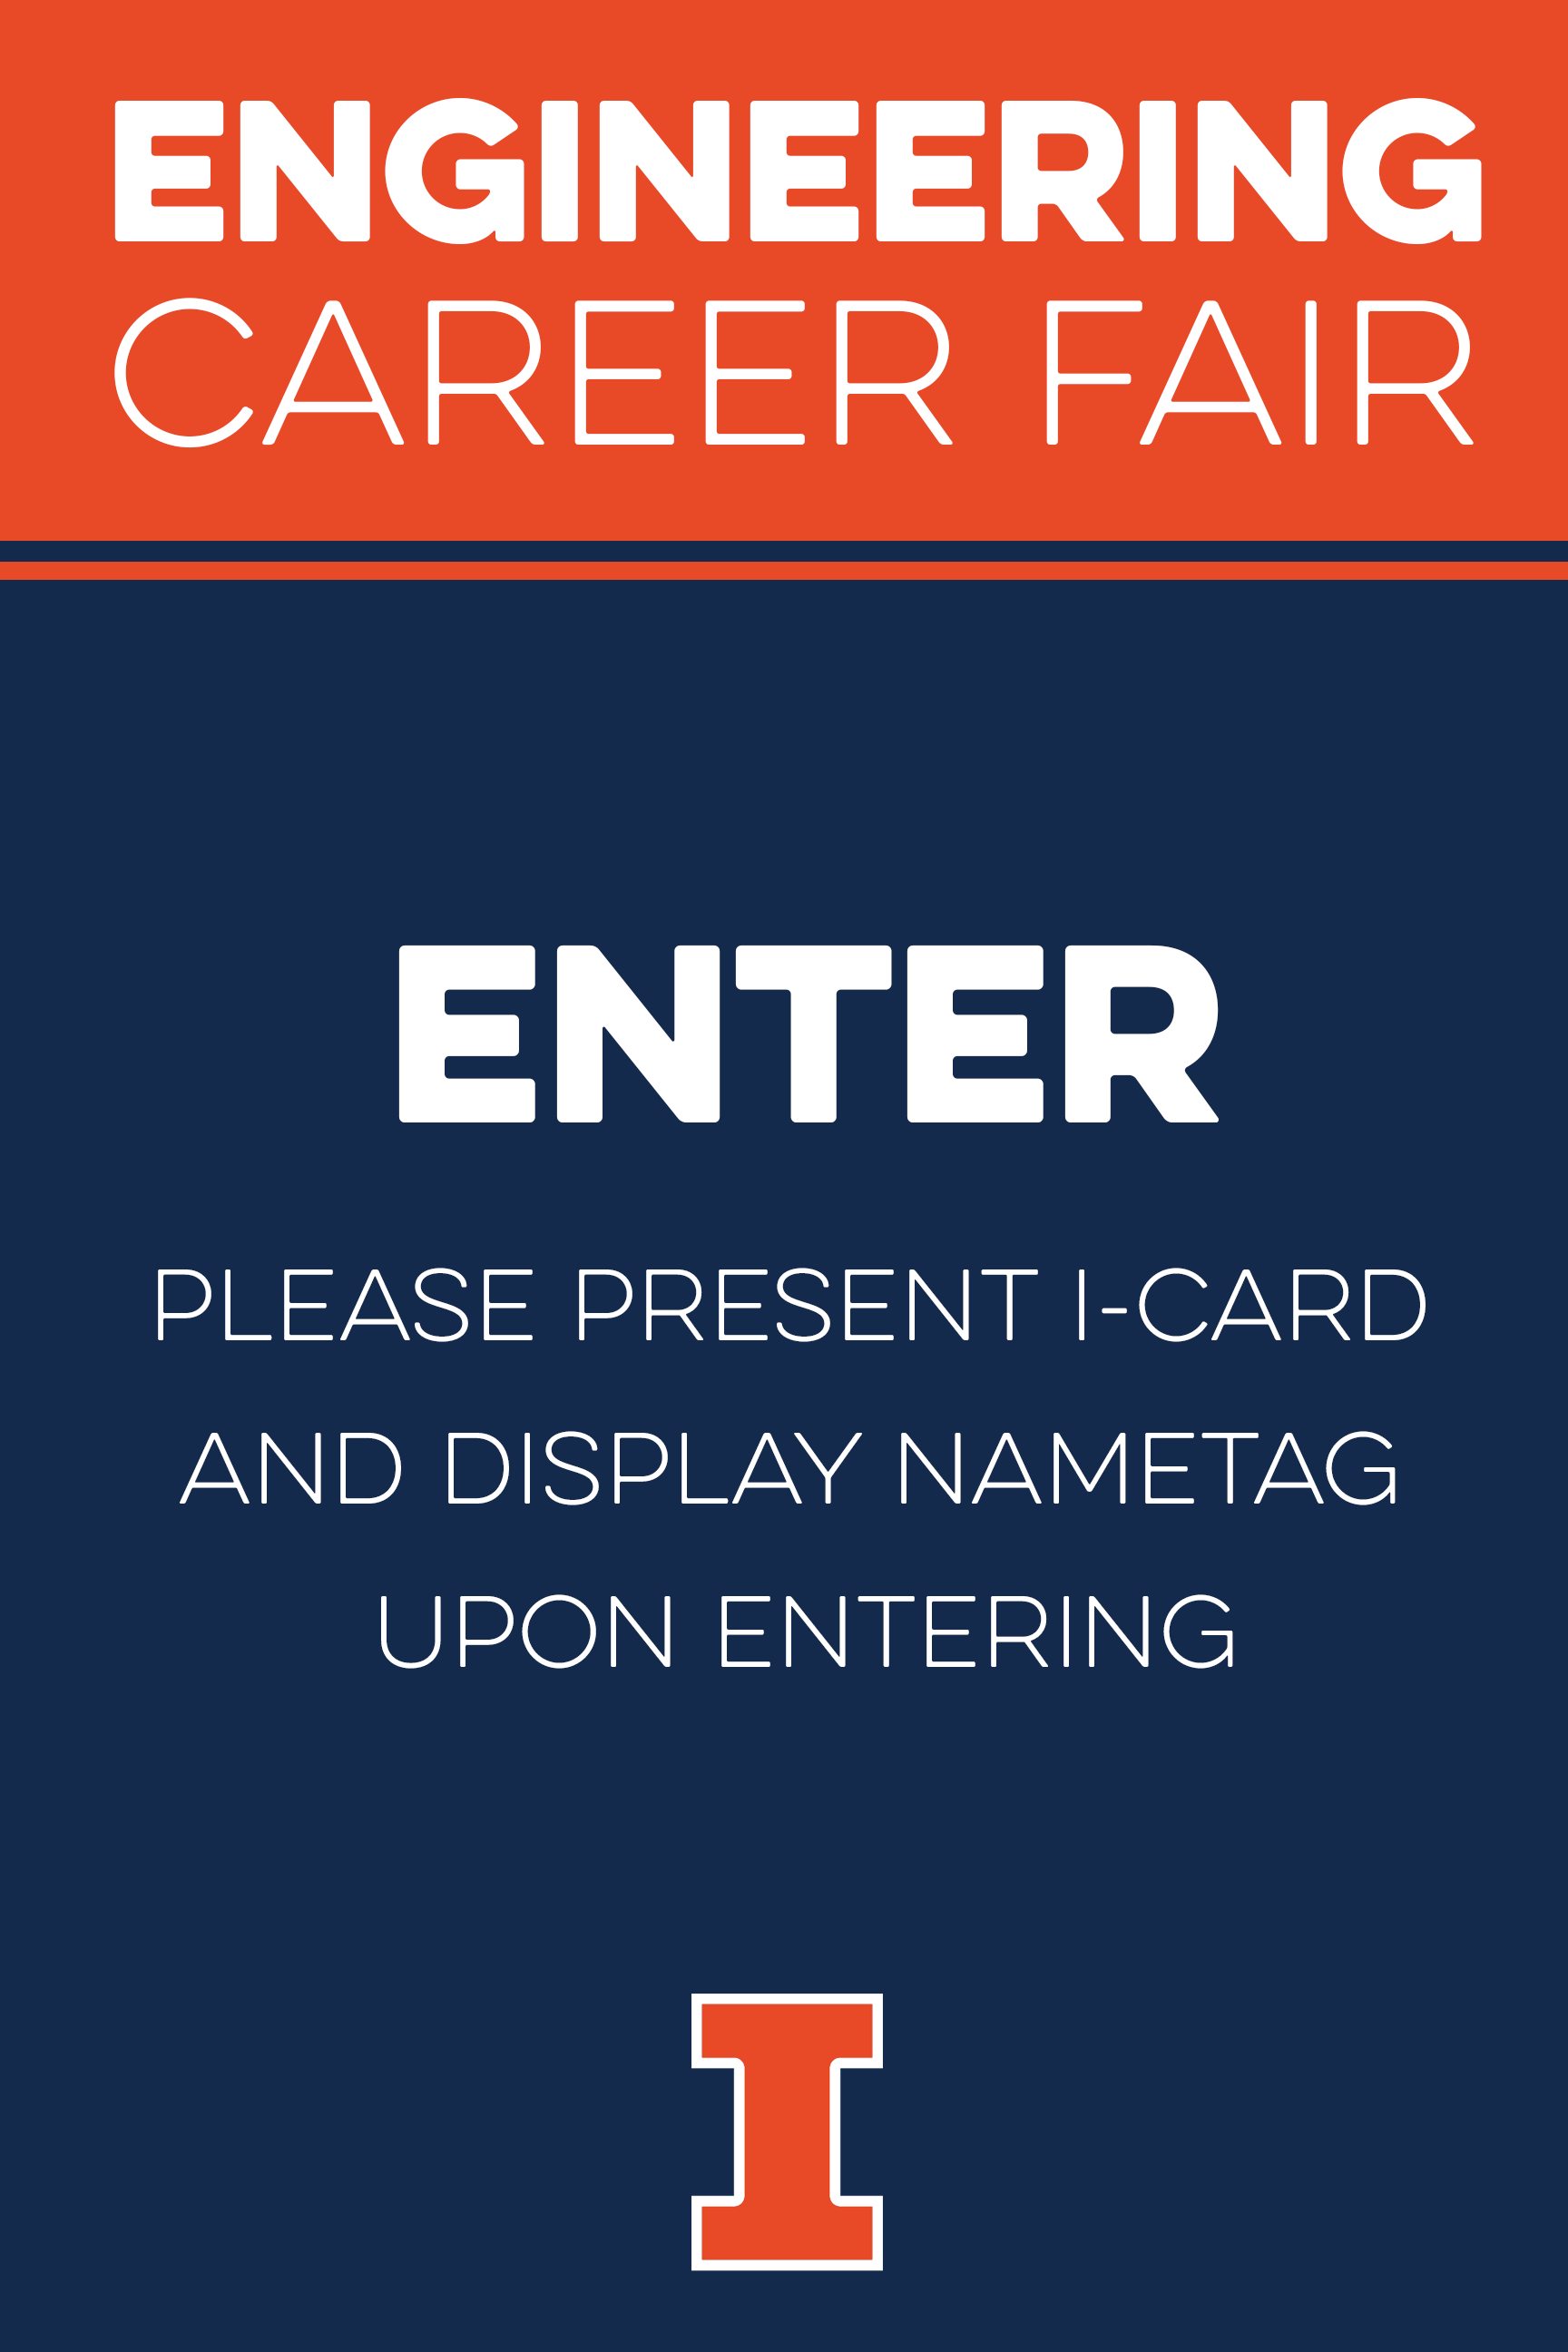 ENGINEERING
CAREER FAIR
ENTER
PLEASE PRESENT I-CARD
AND DISPLAY NAMETAG
UPON ENTERING
I